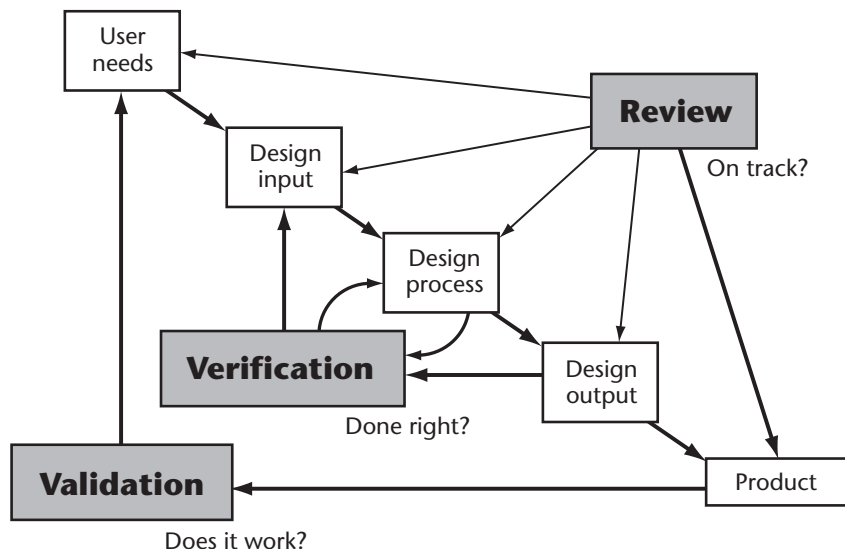 User
needs
Review
On track?
Design
input
Design
process
Verification
Done right?
Design
output
Validation
Does it work?
Product